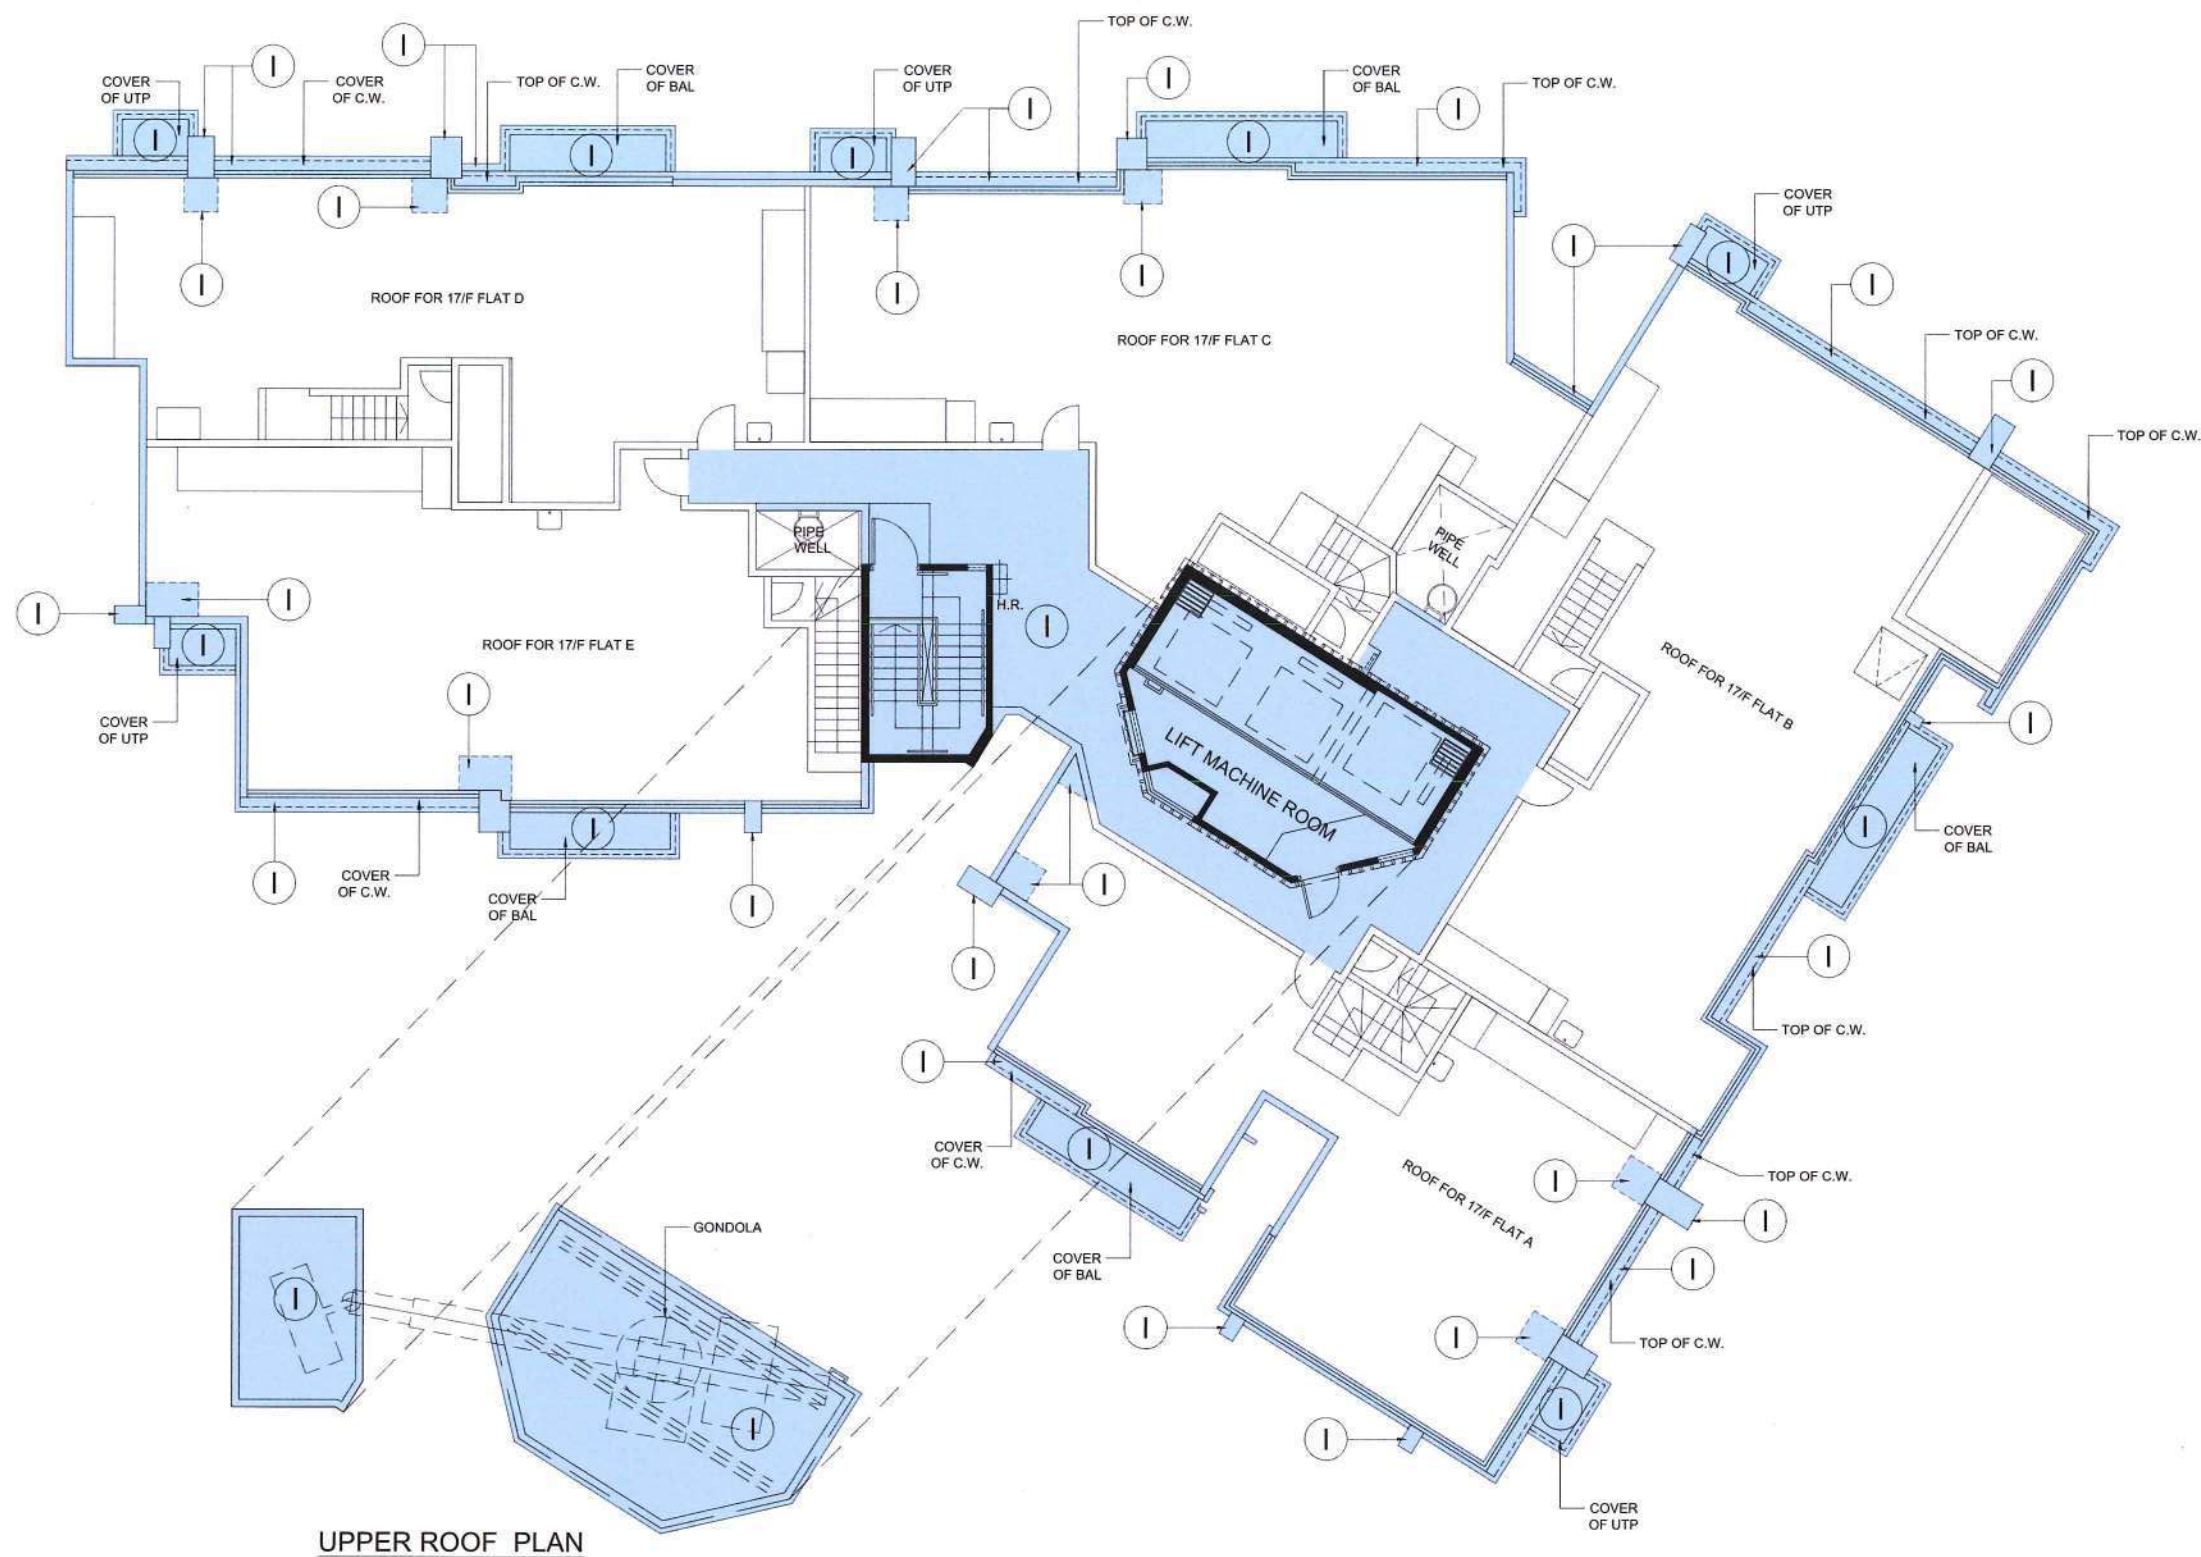 TOP OF C.W.
I
I
COVER
OF UTP
COVER
OF C.W.
TOP OF C.W.
COVER
OF BAL
COVER
OF UTP
I
COVER
OF BAL
TOP OF C.W.
I
I
I
I
I
I
I
COVER
OF UTP
I
I
I
I
I
I
I
I
ROOF FOR 17/F FLAT D
ROOF FOR 17/F FLAT C
TOP OF C.W.
I
TOP OF C.W.
PIPE
WELL
PIPE
WELL
H.R.
I
I
I
I
ROOF FOR 17/F FLAT E
ROOF FOR 17/F FLAT B
I
COVER
OF UTP
I
I
LIFT MACHINE ROOM
I
I
COVER
OF BAL
I
COVER
OF C.W.
COVER
OF BAL
I
I
I
I
TOP OF C.W.
I
COVER
OF C.W.
I
ROOF FOR 17/F FLAT A
I
TOP OF C.W.
I
COVER
OF BAL
GONDOLA
I
I
I
I
TOP OF C.W.
I
I
I
COVER
OF UTP
UPPER ROOF PLAN